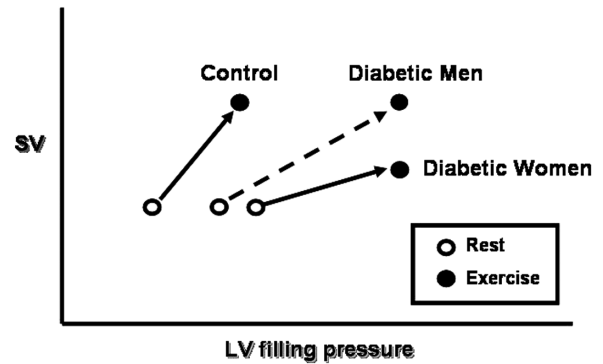 Control
Diabetic Men
SV
Diabetic Women
Rest
Exercise
LV filling pressure